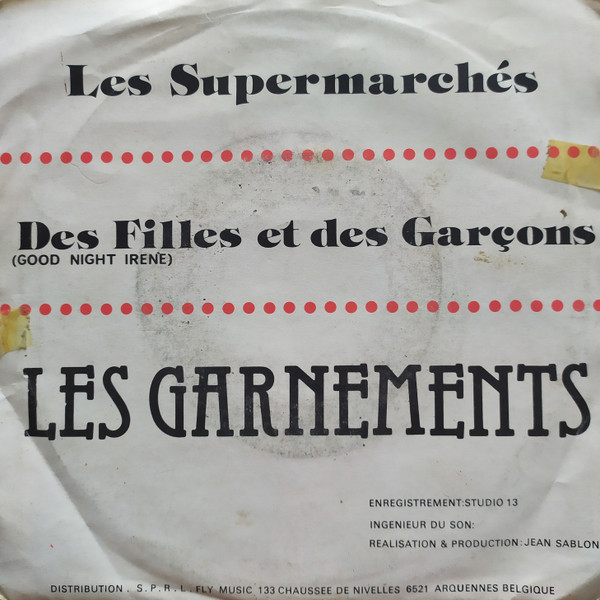 Les Supermarchés
Des Filles et des Garçons
(GOOD NIGHT IRENE)
LES GARNEMENTS
ENREGISTREMENT:STUDIO 13
INGENIEUR DU SON:
REALISATION & PRODUCTION:JEAN SABLON
DISTRIBUTION . S.P.R.L.FLY MUSIC 133 CHAUSSEE DE NIVELLES 6521 ARQUENNES BELGIQUE